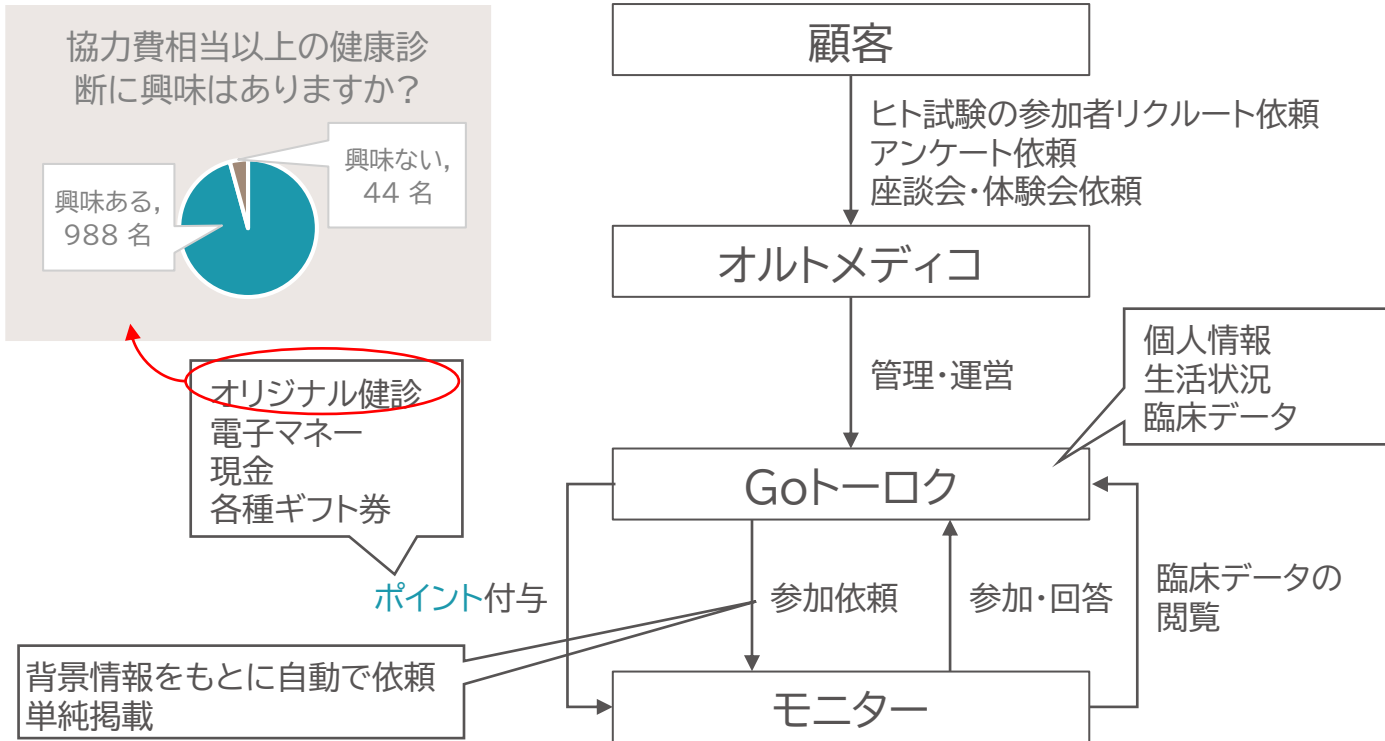 協力費相当以上の健康診
断に興味はありますか?
興味ない,
44 名
興味ある,
988 名
オリジナル健診
電子マネー
現金
各種ギフト券
ポイント付与
背景情報をもとに自動で依頼
単純掲載
顧客
ヒト試験の参加者リクルート依頼
アンケート依頼
座談会・体験会依頼
オルトメディコ
管理・運営
個人情報
生活状況
臨床データ
Goトーロク
参加依頼
参加・回答
臨床データの
閲覧
モニター